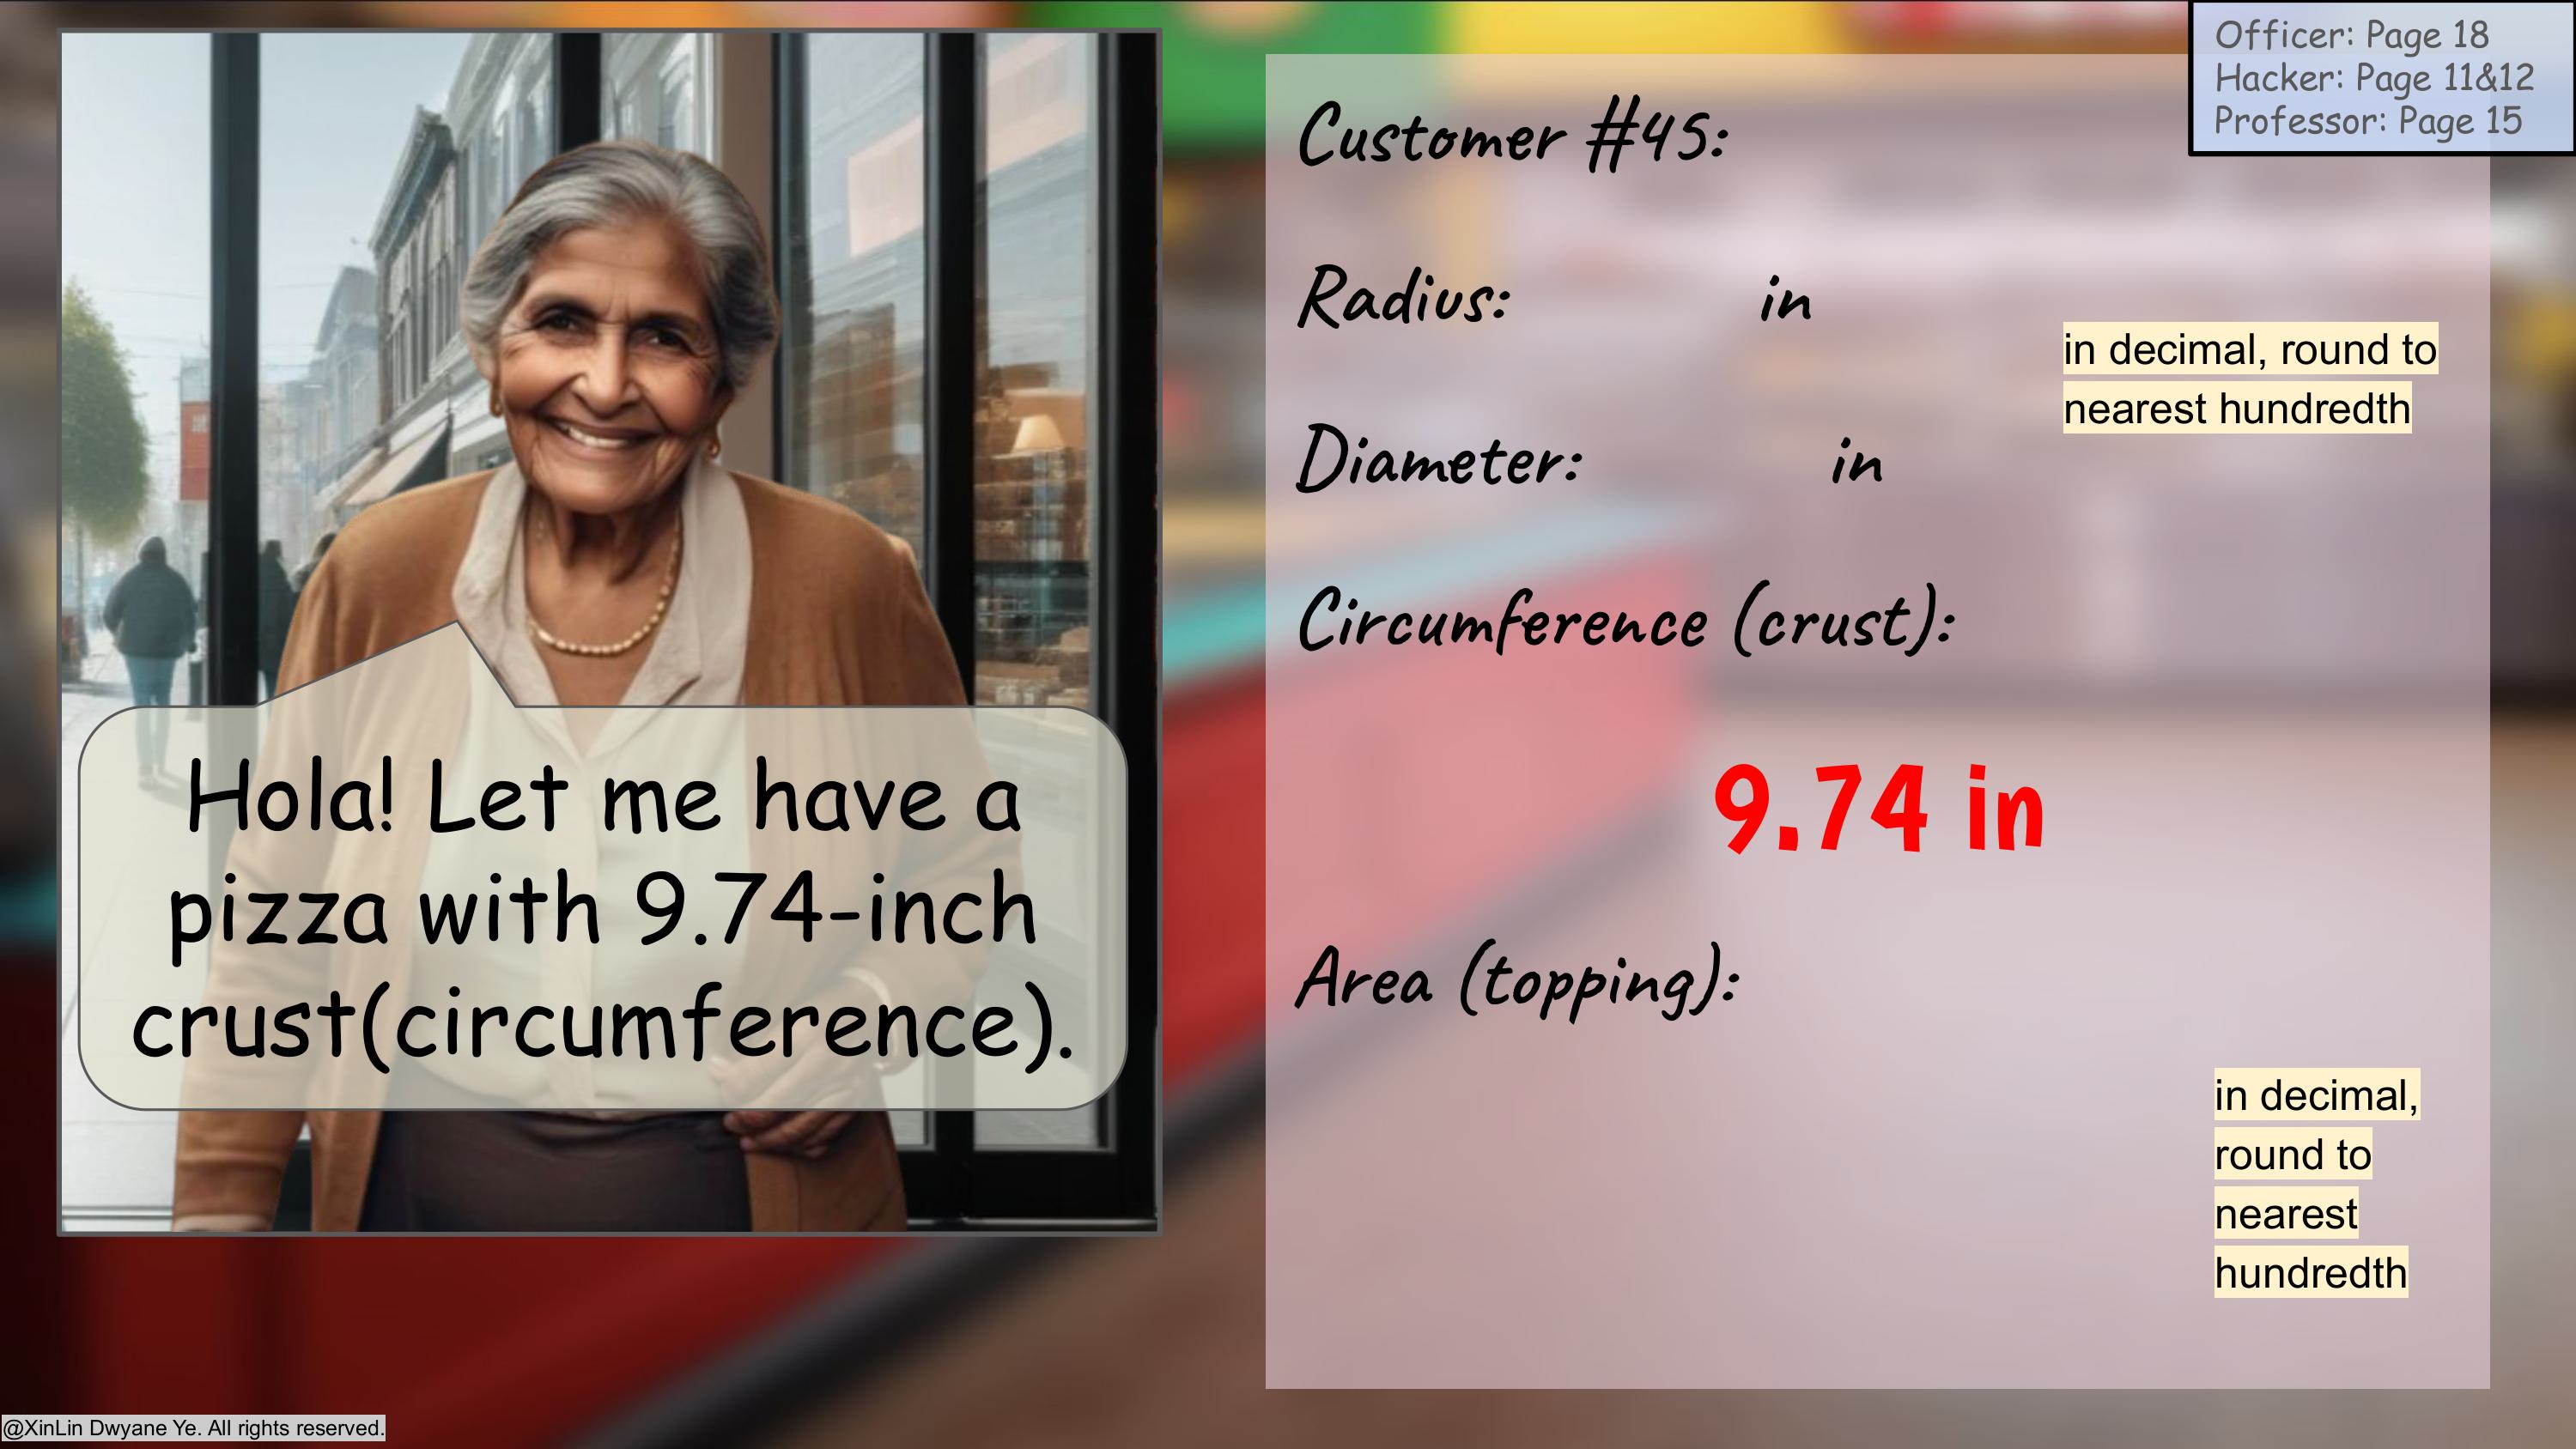 Officer: Page 18
Hacker: Page 11&12
Professor: Page 15
Customer #45:
Radius: in
in decimal, round to
nearest hundredth
Diameter: in
Circumference (crust):
9.74 in
Area (topping):
in decimal,
round to
nearest
hundredth
Hola! Let me have a
pizza with 9.74-inch
crust(circumference).
@XinLin Dwyane Ye. All rights reserved.